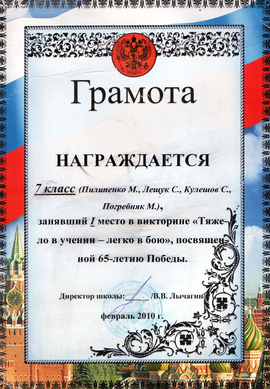 Грамота
НАГРАЖДАЕТСЯ
7 класс (Пилипенко М., Лещук С., Кулешов С.,
Погребняк М.),
занявший I место в викторине «Тяже-
ло в учении – легко в бою», посвящен-
ной 65-летию Победы.
Директор школы: /В.В. Лычагин
февраль 2010 г.